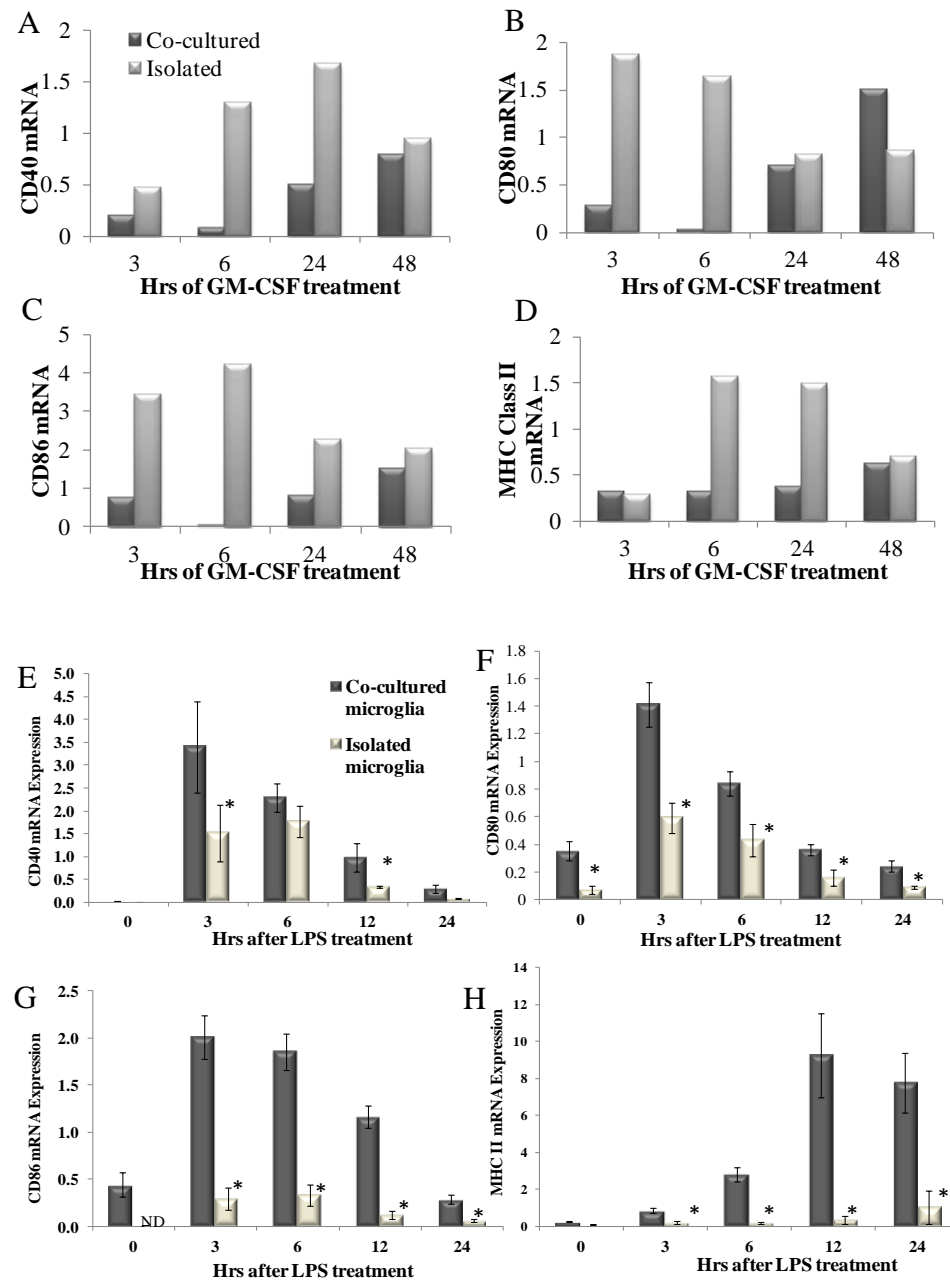 A
Co-cultured
Isolated
CD40 mRNA
2
1.5
1
0.5
0
3 6 24 48
Hrs of GM-CSF treatment
B
CD80 mRNA
2
1.5
1
0.5
0
3 6 24 48
Hrs of GM-CSF treatment
C
CD86 mRNA
5
4
3
2
1
0
3 6 24 48
Hrs of GM-CSF treatment
D
MHC Class II
mRNA
2
1.5
1
0.5
0
3 6 24 48
Hrs of GM-CSF treatment
E
Co-cultured
microglia
Isolated
microglia
CD40 mRNA Expression
5.0
4.5
4.0
3.5
3.0
2.5
2.0
1.5
1.0
0.5
0.0
*
*
0 3 6 12 24
Hrs after LPS treatment
F
CD80 mRNA Expression
1.8
1.6
1.4
1.2
1
0.8
0.6
0.4
0.2
0
*
*
*
*
*
0 3 6 12 24
Hrs after LPS treatment
G
CD86 mRNA Expression
2.5
2.0
1.5
1.0
0.5
0.0
ND
*
*
*
*
0 3 6 12 24
Hrs after LPS treatment
H
MHC II mRNA Expression
14
12
10
8
6
4
2
0
*
*
*
*
0 3 6 12 24
Hrs after LPS treatment